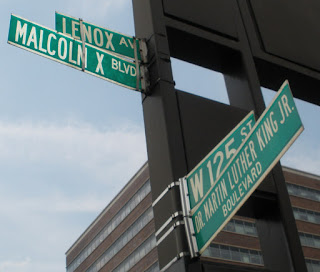 LENOX AV
MALCOLM X BLVD
W 125 ST
DR. MARTIN LUTHER KING JR.
BOULEVARD